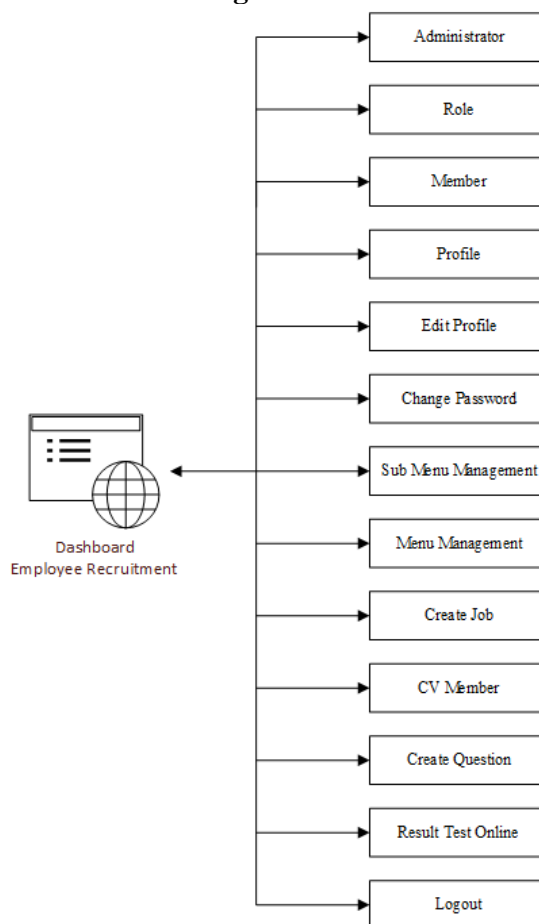 Administrator
Role
Member
Profile
Edit Profile
Change Password
Sub Menu Management
Menu Management
Create Job
CV Member
Create Question
Result Test Online
Logout
Dashboard
Employee Recruitment